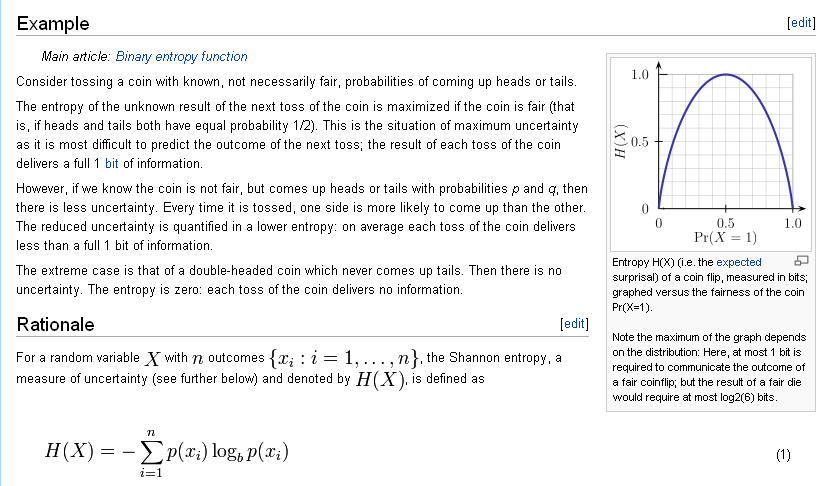 Example
[edit]
Main article: Binary entropy function
Consider tossing a coin with known, not necessarily fair, probabilities of coming up heads or tails.
The entropy of the unknown result of the next toss of the coin is maximized if the coin is fair (that
is, if heads and tails both have equal probability 1/2). This is the situation of maximum uncertainty
as it is most difficult to predict the outcome of the next toss; the result of each toss of the coin
delivers a full 1 bit of information.
However, if we know the coin is not fair, but comes up heads or tails with probabilities p and q, then
there is less uncertainty. Every time it is tossed, one side is more likely to come up than the other.
The reduced uncertainty is quantified in a lower entropy: on average each toss of the coin delivers
less than a full 1 bit of information.
The extreme case is that of a double-headed coin which never comes up tails. Then there is no
uncertainty. The entropy is zero: each toss of the coin delivers no information.
1.0
0.5
0
H(X)
0 0.5 1.0
Pr(X = 1)
Entropy H(X) (i.e. the expected
surprisal) of a coin flip, measured in bits;
graphed versus the fairness of the coin
Pr(X=1).
Note the maximum of the graph depends
on the distribution: Here, at most 1 bit is
required to communicate the outcome of
a fair coinflip; but the result of a fair die
would require at most log2(6) bits.
Rationale
[edit]
For a random variable X with n outcomes {x_i : i = 1, . . . , n}, the Shannon entropy, a
measure of uncertainty (see further below) and denoted by H(X), is defined as
H(X) = − ∑_{i=1}^{n} p(x_i) log_b p(x_i) (1)